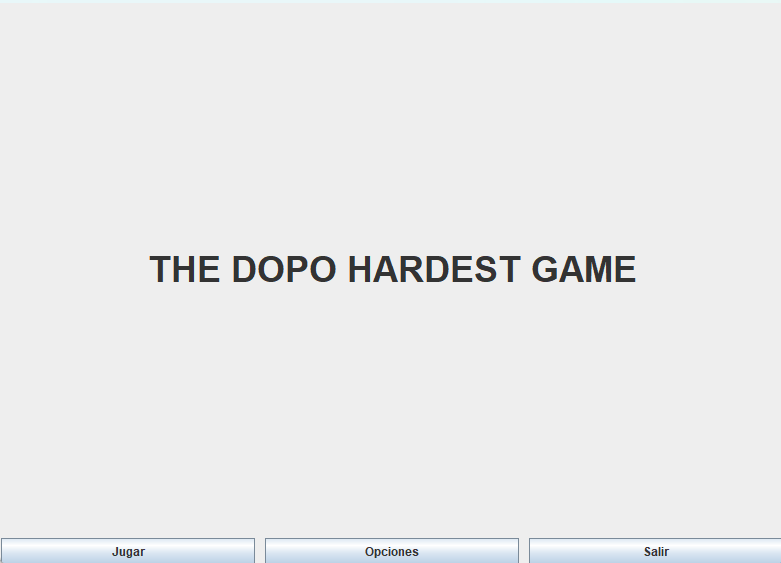 THE DOPO HARDEST GAME
Jugar
Opciones
Salir